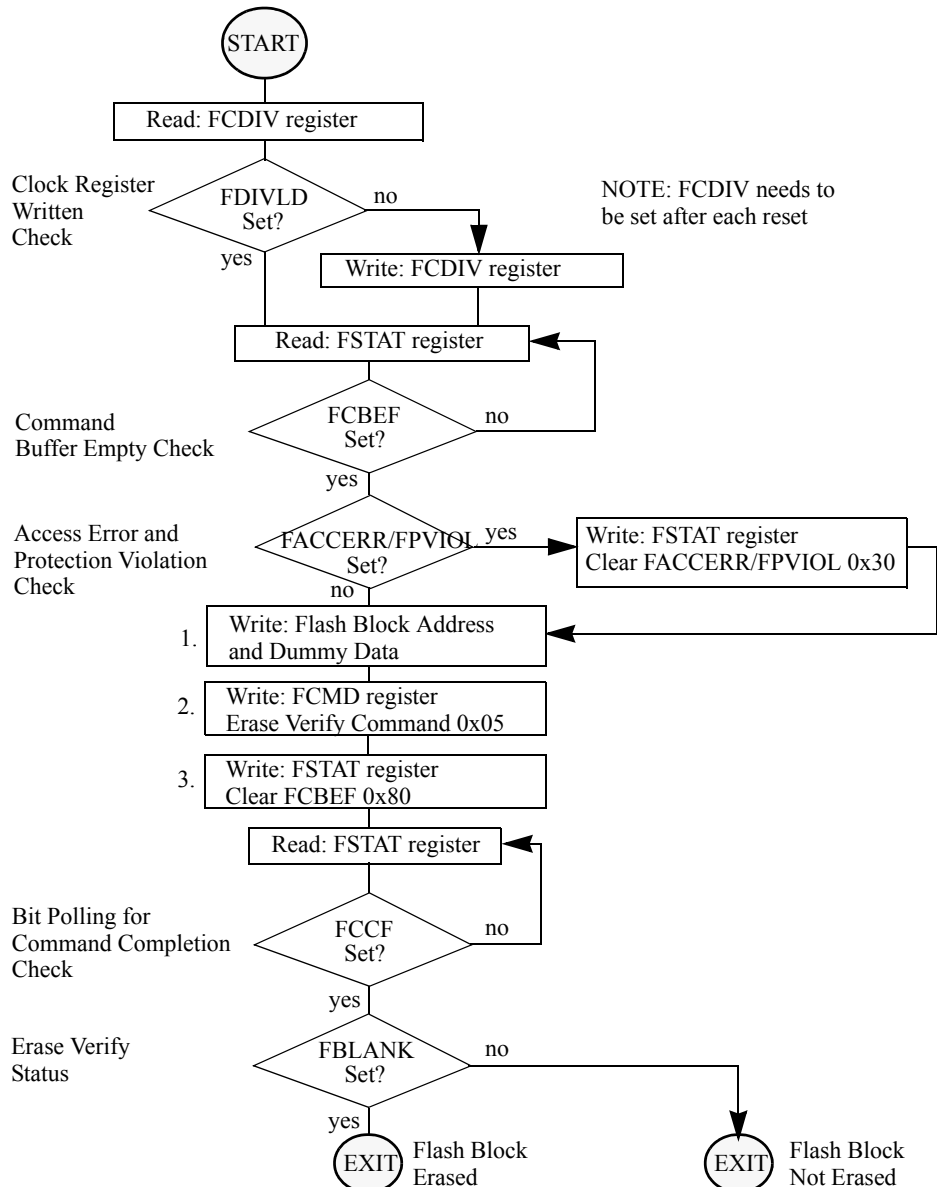 START
Read: FCDIV register
Clock Register
Written
Check
FDIVLD
Set?
no
yes
NOTE: FCDIV needs to
be set after each reset
Write: FCDIV register
Read: FSTAT register
Command
Buffer Empty Check
FCBEF
Set?
no
yes
Access Error and
Protection Violation
Check
FACCERR/FPVIOL
Set?
yes
no
Write: FSTAT register
Clear FACCERR/FPVIOL 0x30
1.
Write: Flash Block Address
and Dummy Data
2.
Write: FCMD register
Erase Verify Command 0x05
3.
Write: FSTAT register
Clear FCBEF 0x80
Read: FSTAT register
Bit Polling for
Command Completion
Check
FCCF
Set?
no
yes
Erase Verify
Status
FBLANK
Set?
no
yes
EXIT
Flash Block
Erased
EXIT
Flash Block
Not Erased